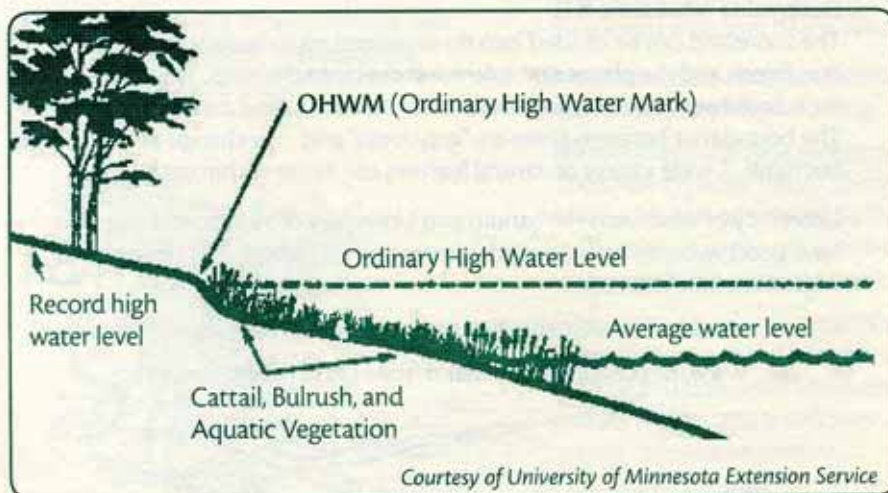 OHWM (Ordinary High Water Mark)
Ordinary High Water Level
Record high
water level
Average water level
Cattail, Bulrush, and
Aquatic Vegetation
Courtesy of University of Minnesota Extension Service